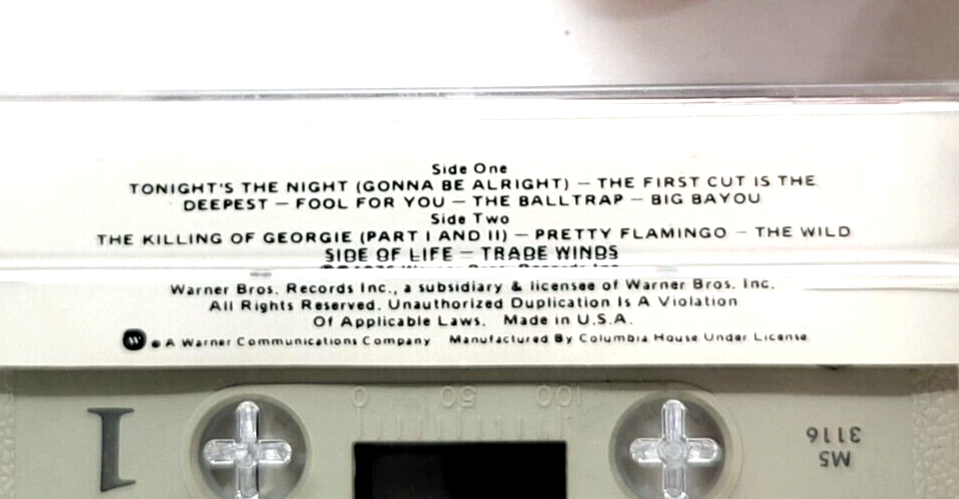 Side One
TONIGHT'S THE NIGHT (GONNA BE ALRIGHT) — THE FIRST CUT IS THE
DEEPEST — FOOL FOR YOU — THE BALLTRAP — BIG BAYOU
Side Two
THE KILLING OF GEORGIE (PART I AND II) — PRETTY FLAMINGO — THE WILD
SIDE OF LIFE — TRADE WINDS
Warner Bros. Records Inc., a subsidiary & licensee of Warner Bros. Inc.
All Rights Reserved. Unauthorized Duplication Is A Violation
Of Applicable Laws. Made in U.S.A.
W ® A Warner Communications Company Manufactured By Columbia House Under License
0 50 100
1
M5
3116